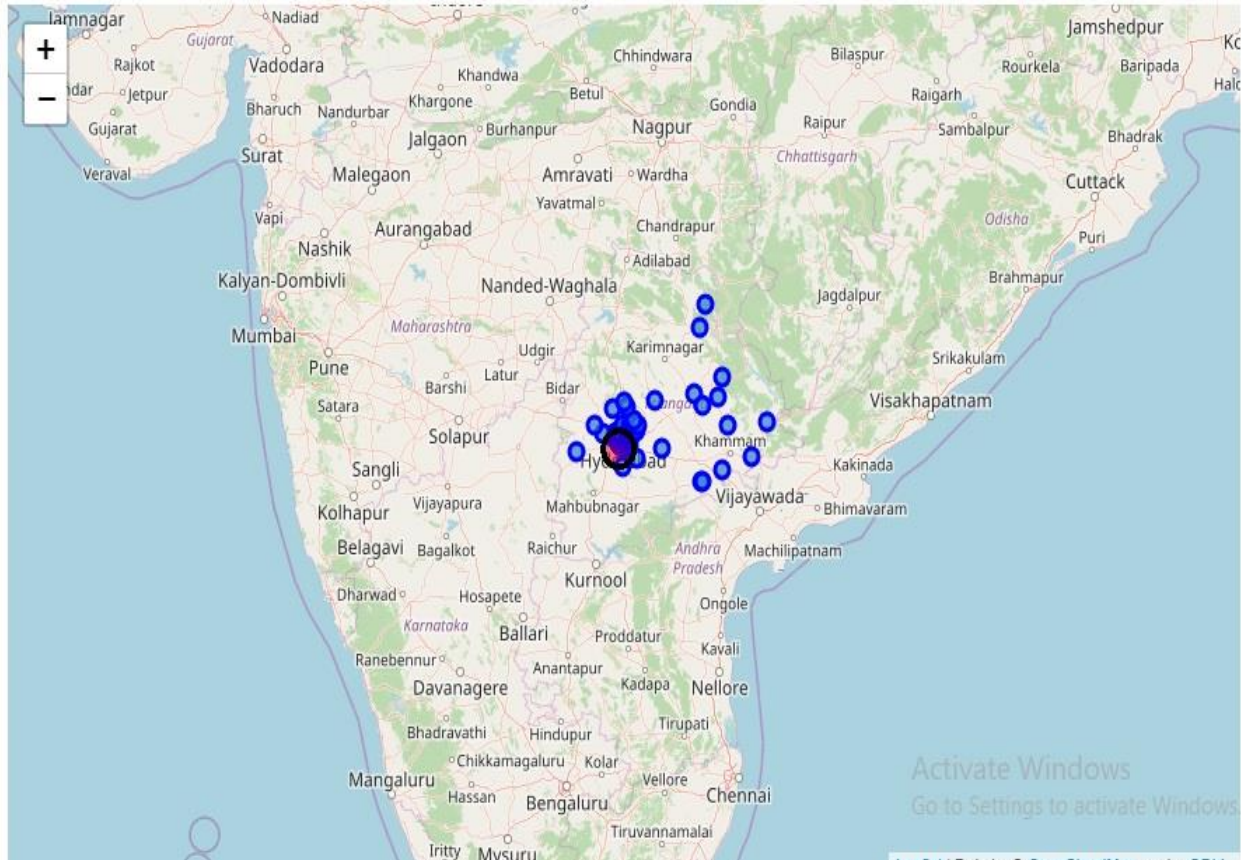 Jamnagar
Nadiad
Gujarat
Rajkot
Vadodara
Chhindwara
Bilaspur
Jamshedpur
Khandwa
Rourkela
Baripada
Jetpur
Betul
Bharuch
Nandurbar
Khargone
Gondia
Raigarh
Gujarat
Jalgaon
Burhanpur
Nagpur
Raipur
Sambalpur
Bhadrak
Surat
Chhattisgarh
Veraval
Malegaon
Amravati
Wardha
Cuttack
Yavatmal
Vapi
Aurangabad
Chandrapur
Odisha
Nashik
Puri
Adilabad
Kalyan-Dombivli
Nanded-Waghala
Brahmapur
Jagdalpur
Mumbai
Maharashtra
Karimnagar
Udgir
Srikakulam
Pune
Latur
Barshi
Bidar
Satara
Visakhapatnam
Solapur
Khammam
Sangli
Kakinada
Vijayapura
Vijayawada
Kolhapur
Mahbubnagar
Bhimavaram
Belagavi
Bagalkot
Raichur
Andhra
Pradesh
Machilipatnam
Kurnool
Dharwad
Hosapete
Ongole
Karnataka
Ballari
Proddatur
Kavali
Ranebennur
Anantapur
Davanagere
Kadapa
Nellore
Bhadravathi
Hindupur
Tirupati
Chikkamagaluru
Kolar
Mangaluru
Hassan
Vellore
Bengaluru
Chennai
Tiruvannamalai
Iritty
Mysuru
Activate Windows
Go to Settings to activate Windows.